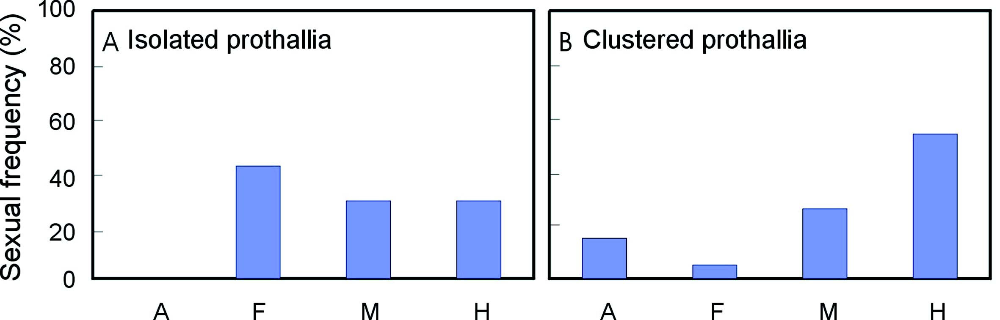 Sexual frequency (%)
100
80
60
40
20
0
A Isolated prothallia
A F M H
B Clustered prothallia
A F M H